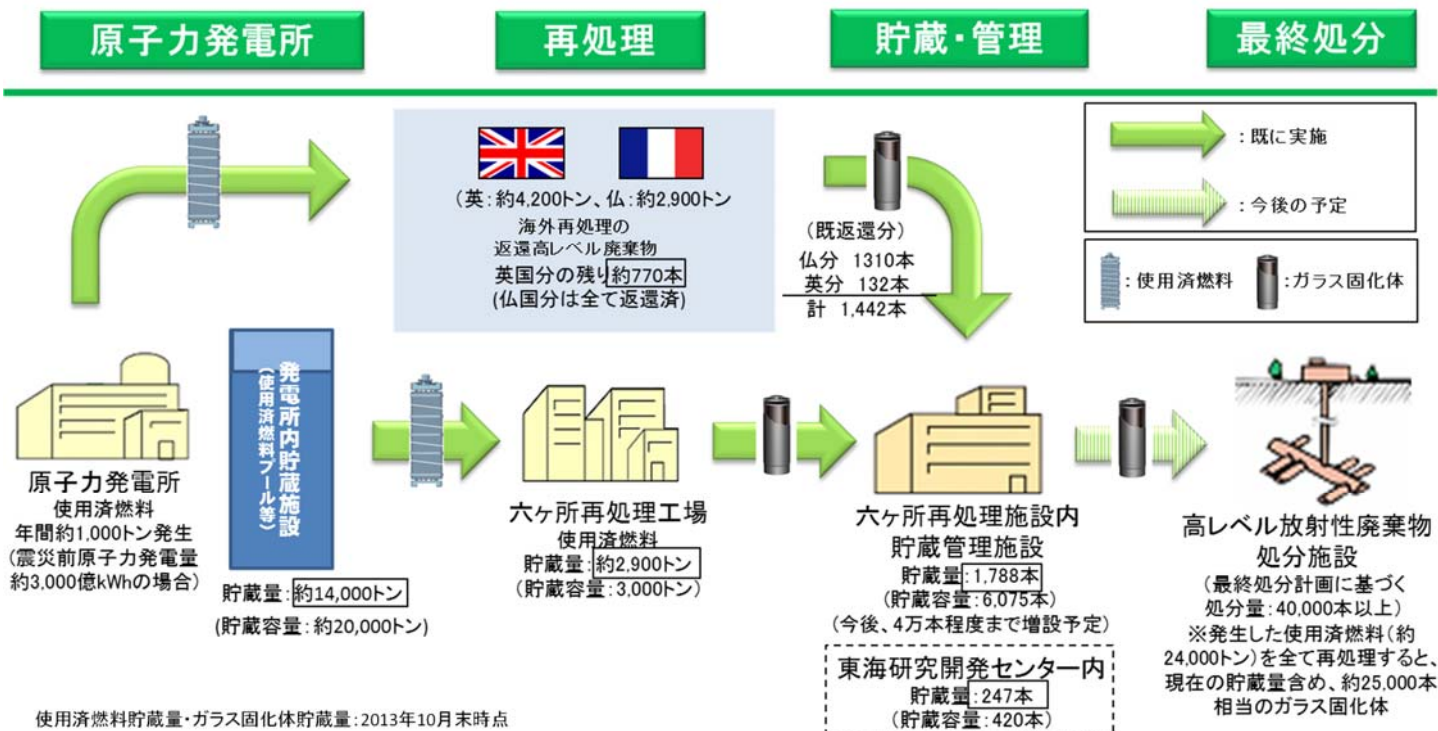 原子力発電所
再処理
貯蔵・管理
最終処分
(英:約4,200トン、仏:約2,900トン
海外再処理の
返還高レベル廃棄物
英国分の残り約770本
(仏国分は全て返還済)
(既返還分)
仏分 1310本
英分 132本
計 1,442本
:既に実施
:今後の予定
:使用済燃料
:ガラス固化体
原子力発電所
使用済燃料
年間約1,000トン発生
(震災前原子力発電量
約3,000億kWhの場合)
発電所内貯蔵施設
(使用済燃料プール等)
貯蔵量:約14,000トン
(貯蔵容量:約20,000トン)
六ヶ所再処理工場
使用済燃料
貯蔵量:約2,900トン
(貯蔵容量:3,000トン)
六ヶ所再処理施設内
貯蔵管理施設
貯蔵量:1,788本
(貯蔵容量:6,075本)
(今後、4万本程度まで増設予定)
東海研究開発センター内
貯蔵量:247本
(貯蔵容量:420本)
高レベル放射性廃棄物
処分施設
(最終処分計画に基づく
処分量:40,000本以上)
※発生した使用済燃料(約
24,000トン)を全て再処理すると、
現在の貯蔵量含め、約25,000本
相当のガラス固化体
使用済燃料貯蔵量・ガラス固化体貯蔵量:2013年10月末時点